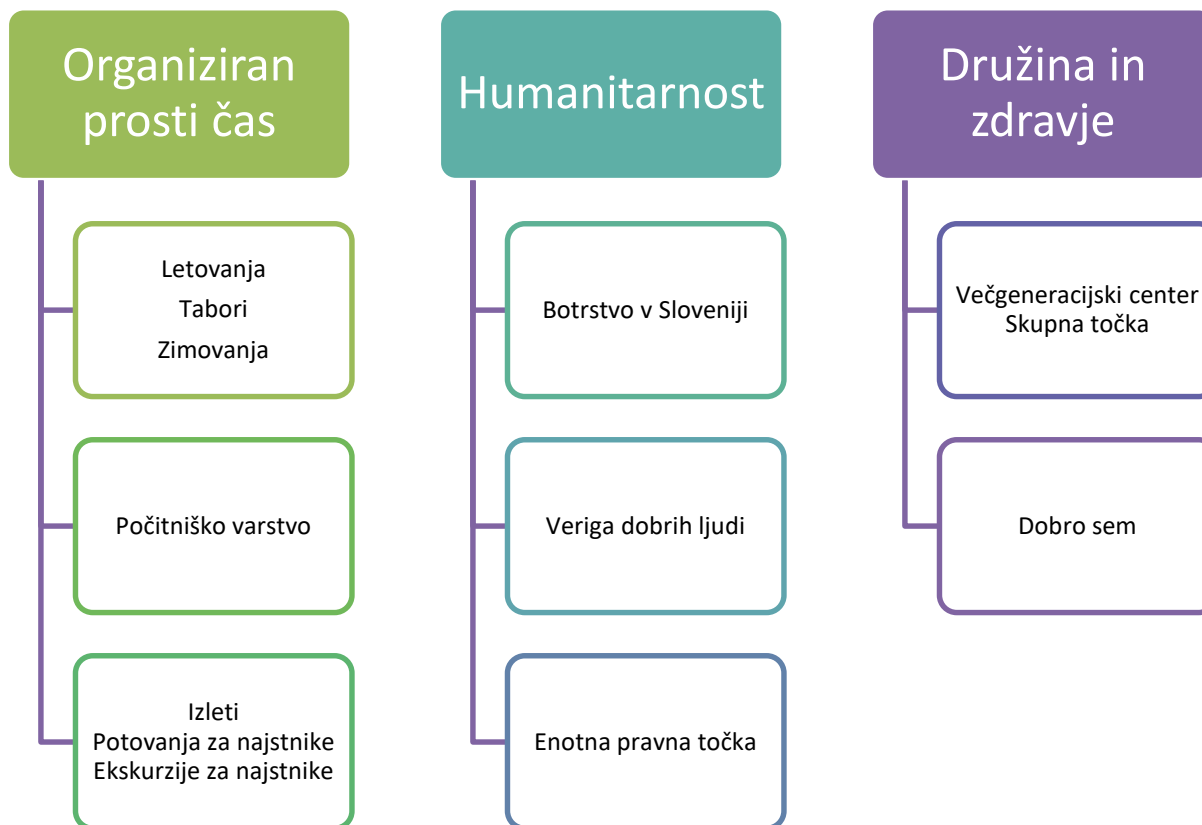 Organiziran
prosti čas
Letovanja
Tabori
Zimovanja
Počitniško varstvo
Izleti
Potovanja za najstnike
Ekskurzije za najstnike
Humanitarnost
Botrstvo v Sloveniji
Veriga dobrih ljudi
Enotna pravna točka
Družina in
zdravje
Večgeneracijski center
Skupna točka
Dobro sem